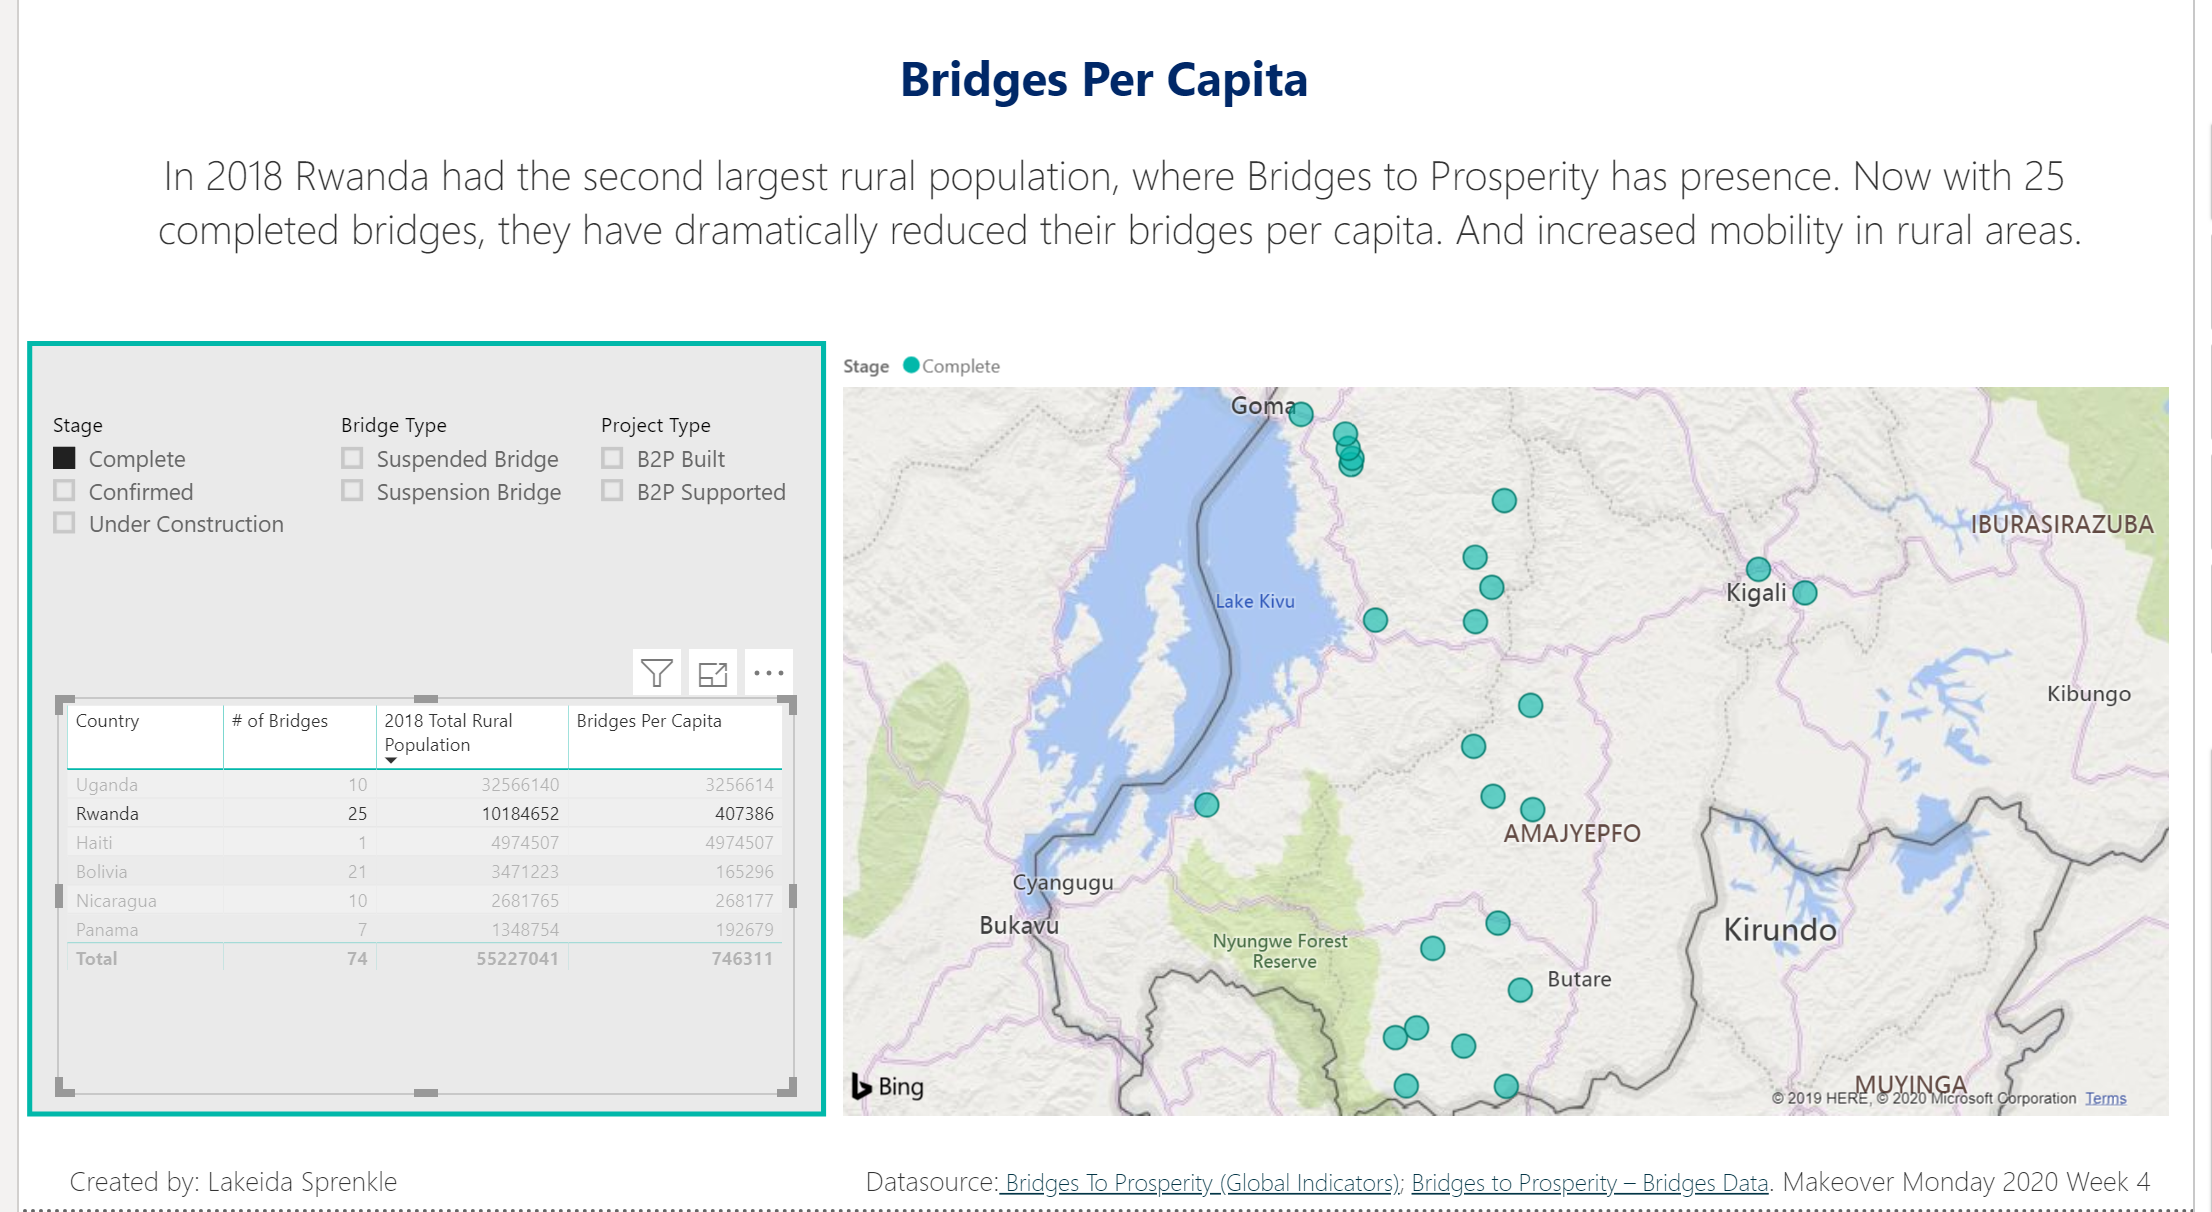 Bridges Per Capita
In 2018 Rwanda had the second largest rural population, where Bridges to Prosperity has presence. Now with 25
completed bridges, they have dramatically reduced their bridges per capita. And increased mobility in rural areas.
Stage
Complete
Confirmed
Under Construction
Bridge Type
Suspended Bridge
Suspension Bridge
Project Type
B2P Built
B2P Supported
Country # of Bridges 2018 Total Rural Bridges Per Capita
Population
Uganda 10 32566140 3256614
Rwanda 25 10184652 407386
Haiti 1 4974507 4974507
Bolivia 21 3471223 165296
Nicaragua 10 2681765 268177
Panama 7 1348754 192679
Total 74 55227041 746311
Stage Complete
Goma
IBURASIRAZUBA
Lake Kivu
Kigali
Kibungo
AMAJYEPFO
Cyangugu
Bukavu
Kirundo
Nyungwe Forest
Reserve
Butare
Bing
MUYINGA
© 2019 HERE, © 2020 Microsoft Corporation Terms
Created by: Lakeida Sprenkle
Datasource: Bridges To Prosperity (Global Indicators); Bridges to Prosperity – Bridges Data. Makeover Monday 2020 Week 4